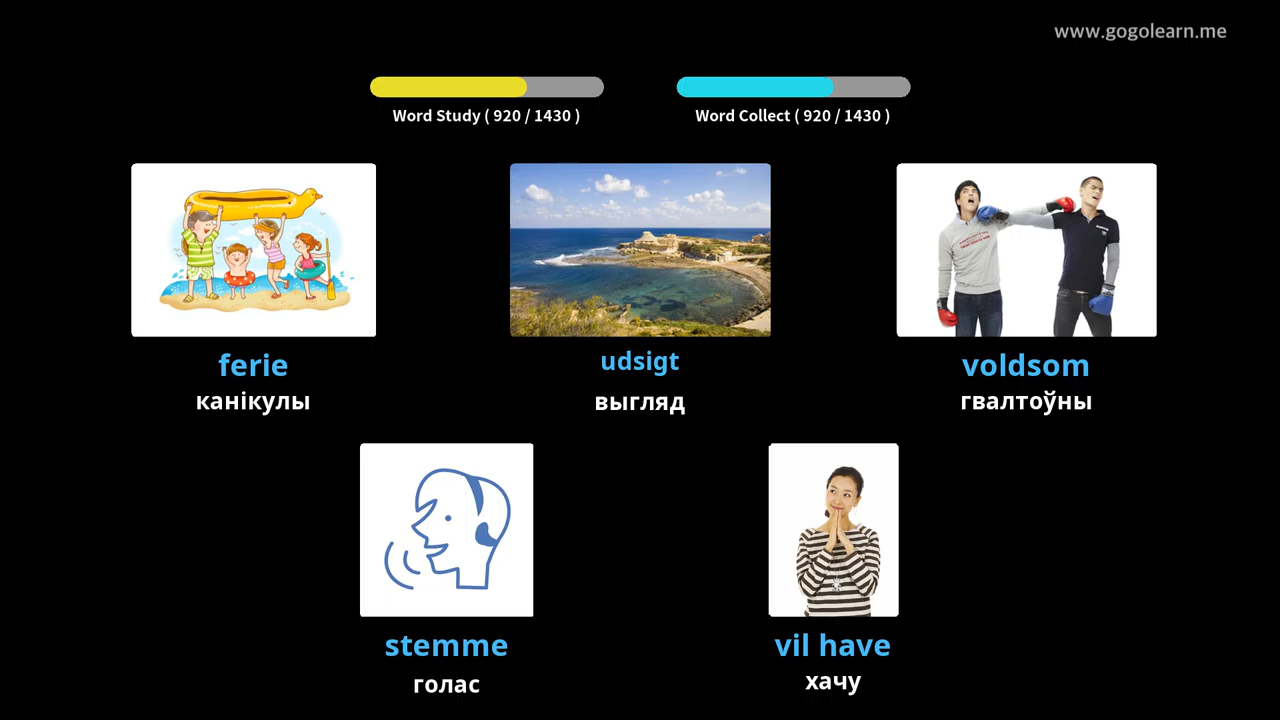 www.gogolearn.me
Word Study ( 920 / 1430 )
Word Collect ( 920 / 1430 )
ferie
канікулы
udsigt
выгляд
voldsom
гвалтоўны
stemme
голас
vil have
хачу